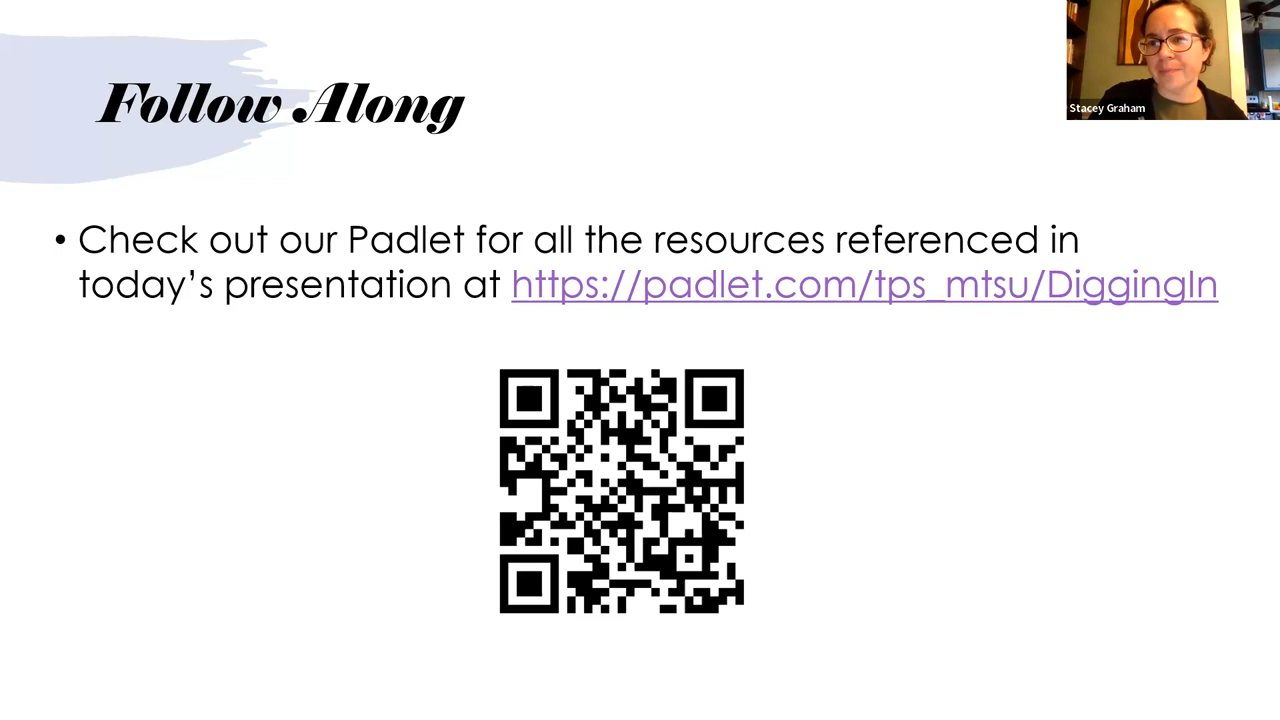 Follow Along
Stacey Graham
• Check out our Padlet for all the resources referenced in
today’s presentation at https://padlet.com/tps_mtsu/DiggingIn